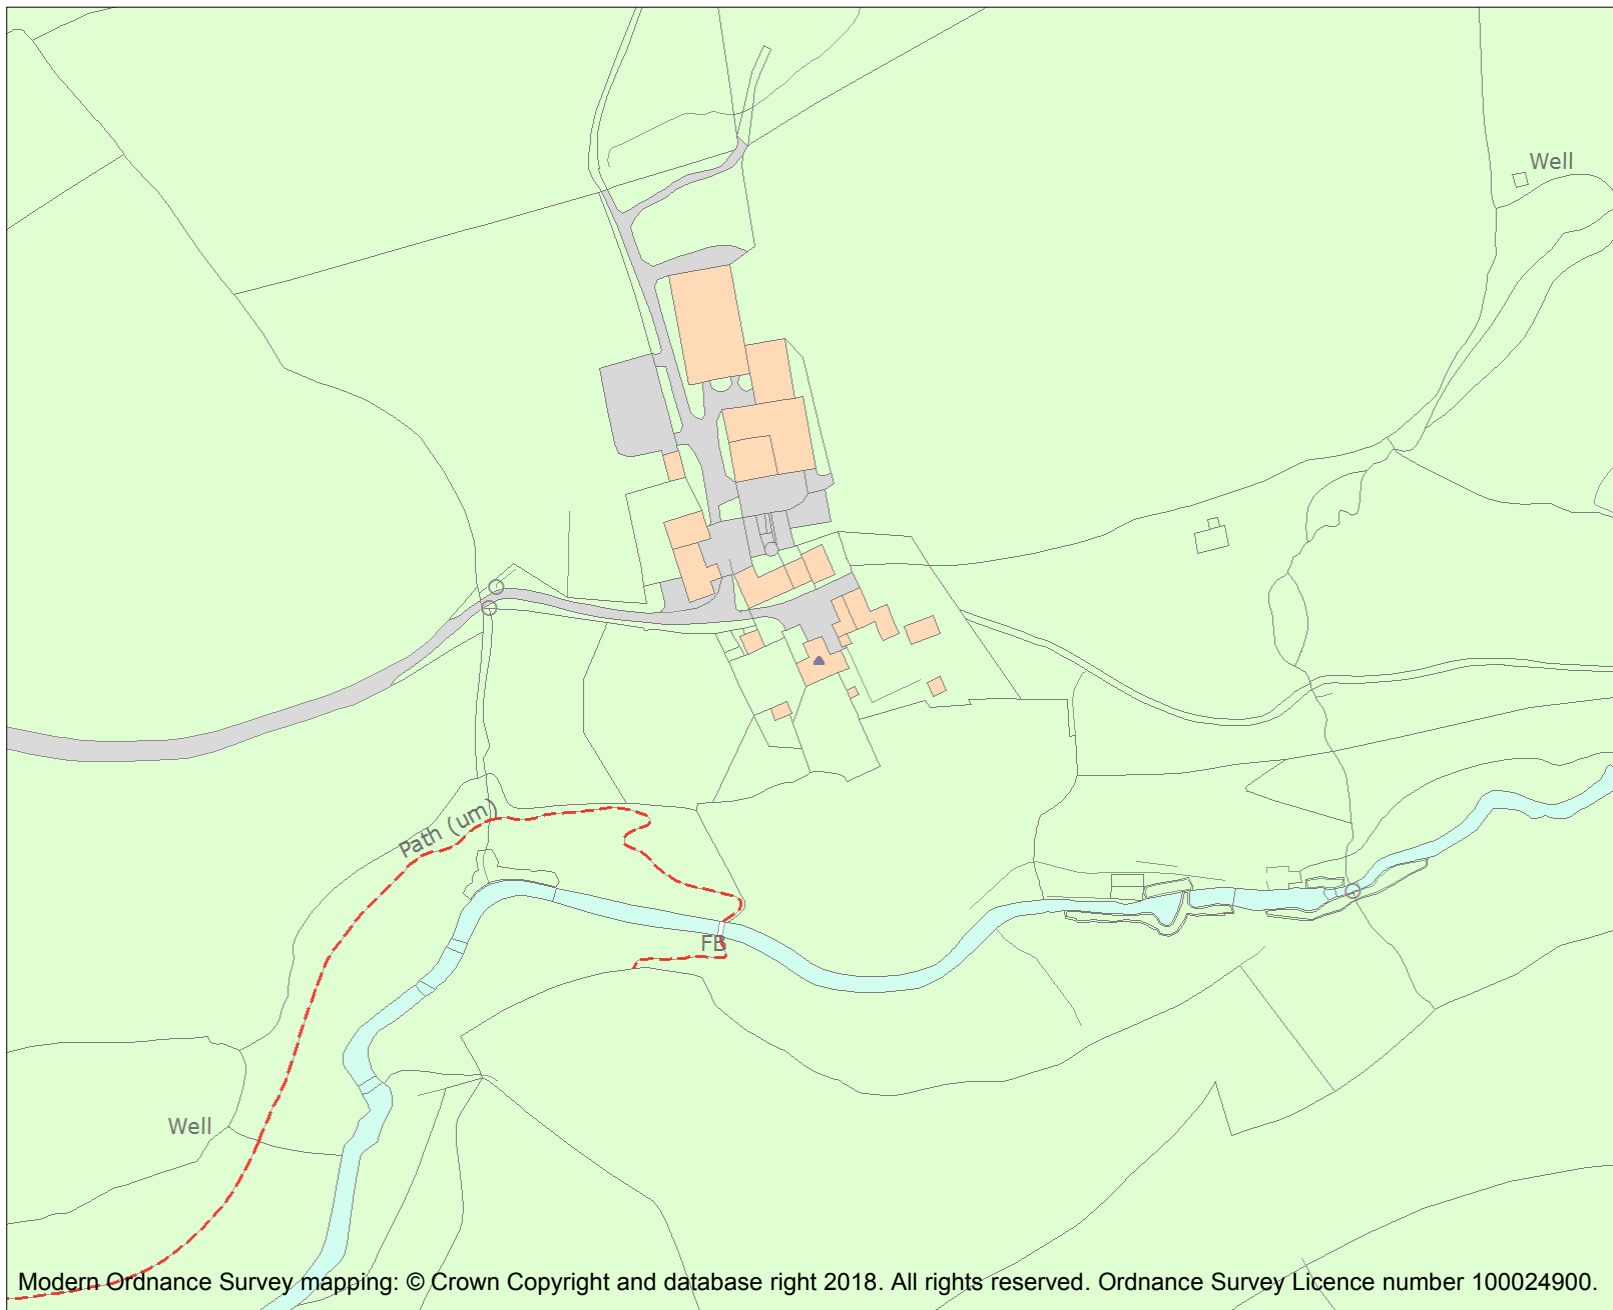 Well
Path (um)
FB
Well
Modern Ordnance Survey mapping: © Crown Copyright and database right 2018. All rights reserved. Ordnance Survey Licence number 100024900.